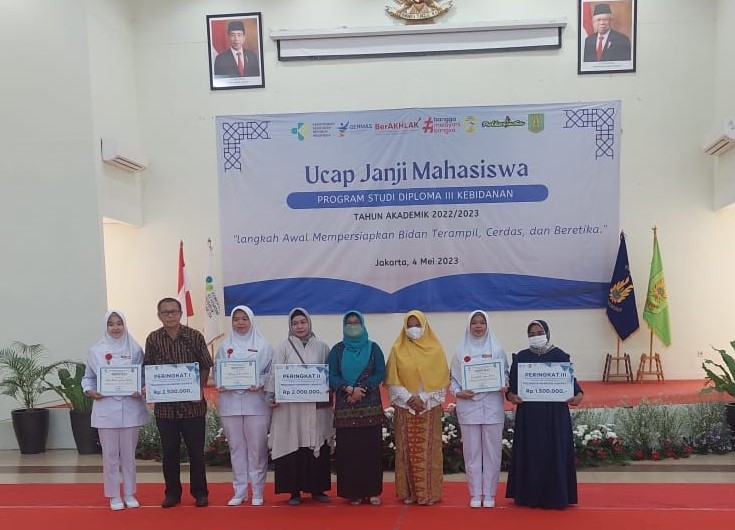 GERMAS
BerAKHLAK
#bangga
melayani
bangsa
Ucap Janji Mahasiswa
PROGRAM STUDI DIPLOMA III KEBIDANAN
TAHUN AKADEMIK 2022/2023
"langkah Awal Mempersiapkan Bidan Terampil, Cerdas, dan Beretika."
Jakarta, 4 Mei 2023
PERINGKAT I
Rp 2.500.000,-
PERINGKAT II
Rp 2.000.000,-
PERINGKAT III
Rp 1.500.000,-